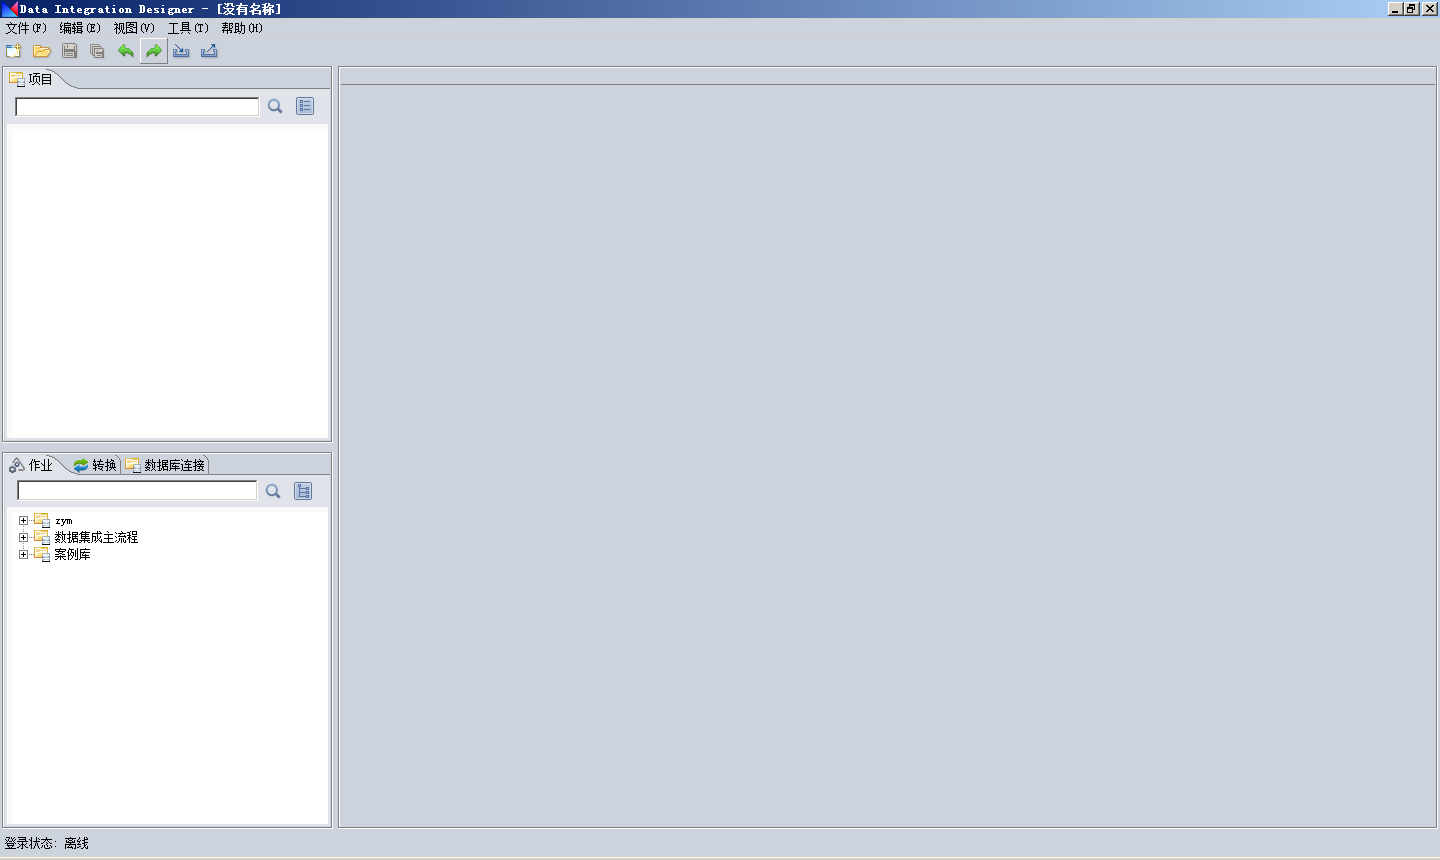 Data Integration Designer - [没有名称]
文件(F) 编辑(E) 视图(V) 工具(T) 帮助(H)
项目
作业 转换 数据库连接
zym
数据集成主流程
案例库
登录状态: 离线